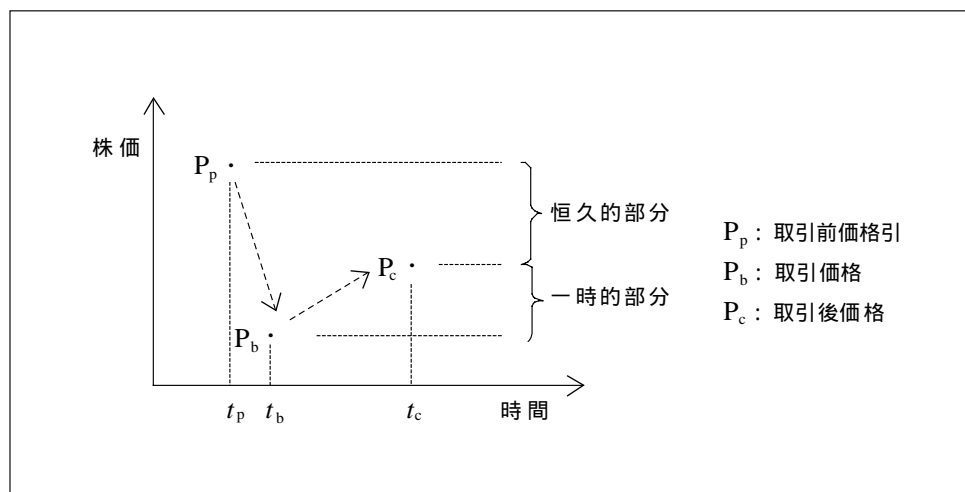 株価
P_p
恒久的部分
P_c
一時的部分
P_b
t_p t_b t_c 時間
P_p : 取引前価格引
P_b : 取引価格
P_c : 取引後価格